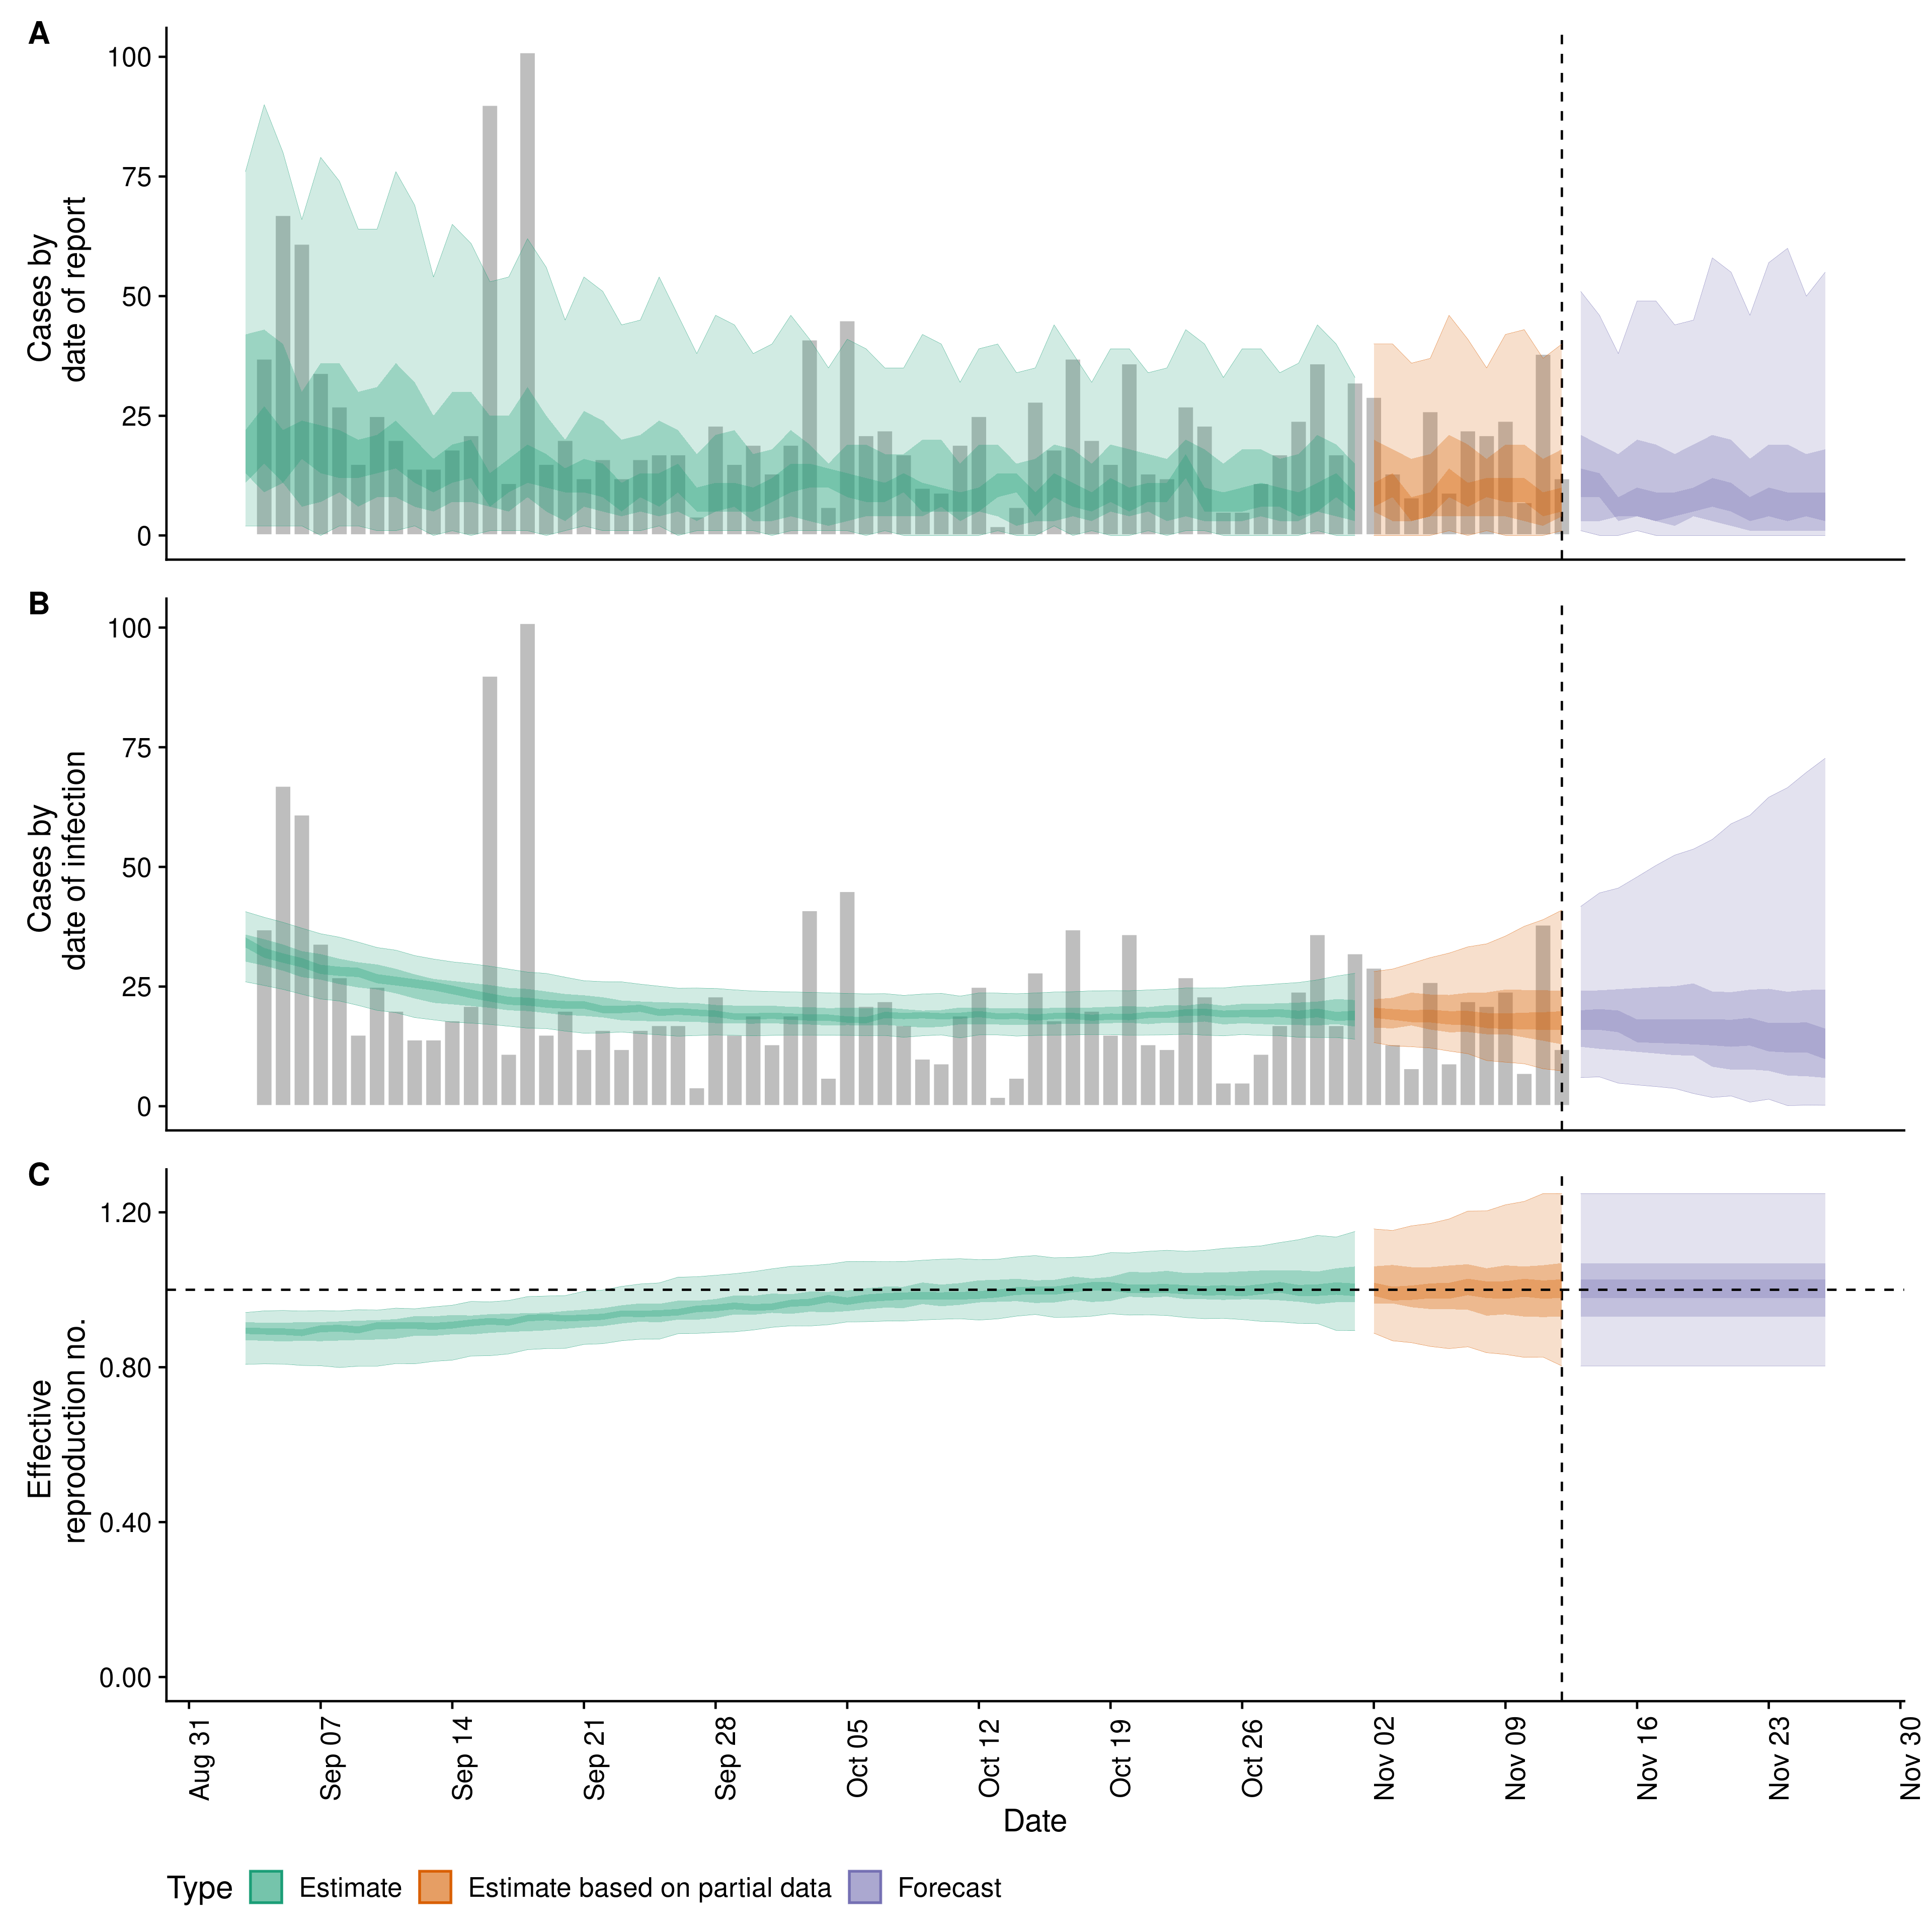 A
100
75
50
25
0
Cases by
date of report
B
100
75
50
25
0
Cases by
date of infection
C
1.20
0.80
0.40
0.00
Effective
reproduction no.
Aug 31
Sep 07
Sep 14
Sep 21
Sep 28
Oct 05
Oct 12
Oct 19
Oct 26
Nov 02
Nov 09
Nov 16
Nov 23
Nov 30
Date
Type Estimate Estimate based on partial data Forecast